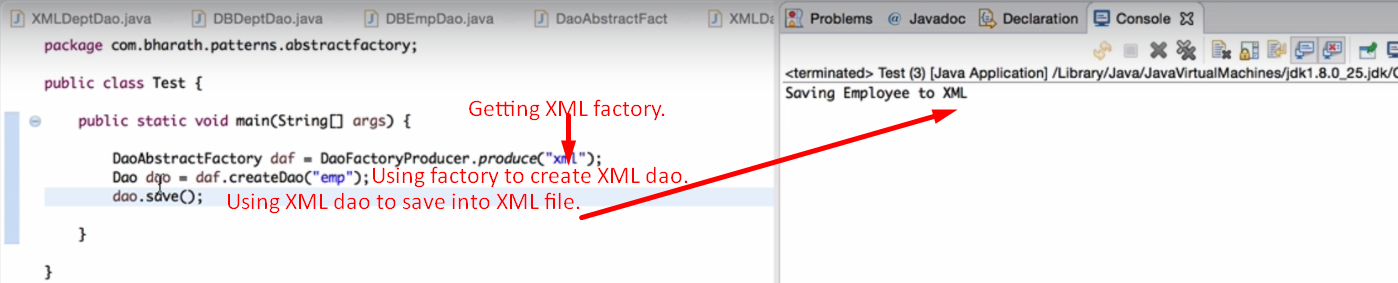 XMLDeptDao.java DBDeptDao.java DBEmpDao.java DaoAbstractFact XMLDa
package com.bharath.patterns.abstractfactory;
public class Test {
Getting XML factory.
public static void main(String[] args) {
DaoAbstractFactory daf = DaoFactoryProducer.produce("xml");
Dao dao = daf.createDao("emp"); Using factory to create XML dao.
dao.save(); Using XML dao to save into XML file.
}
}
Problems @ Javadoc Declaration Console
<terminated> Test (3) [Java Application] /Library/Java/JavaVirtualMachines/jdk1.8.0_25.jdk/
Saving Employee to XML